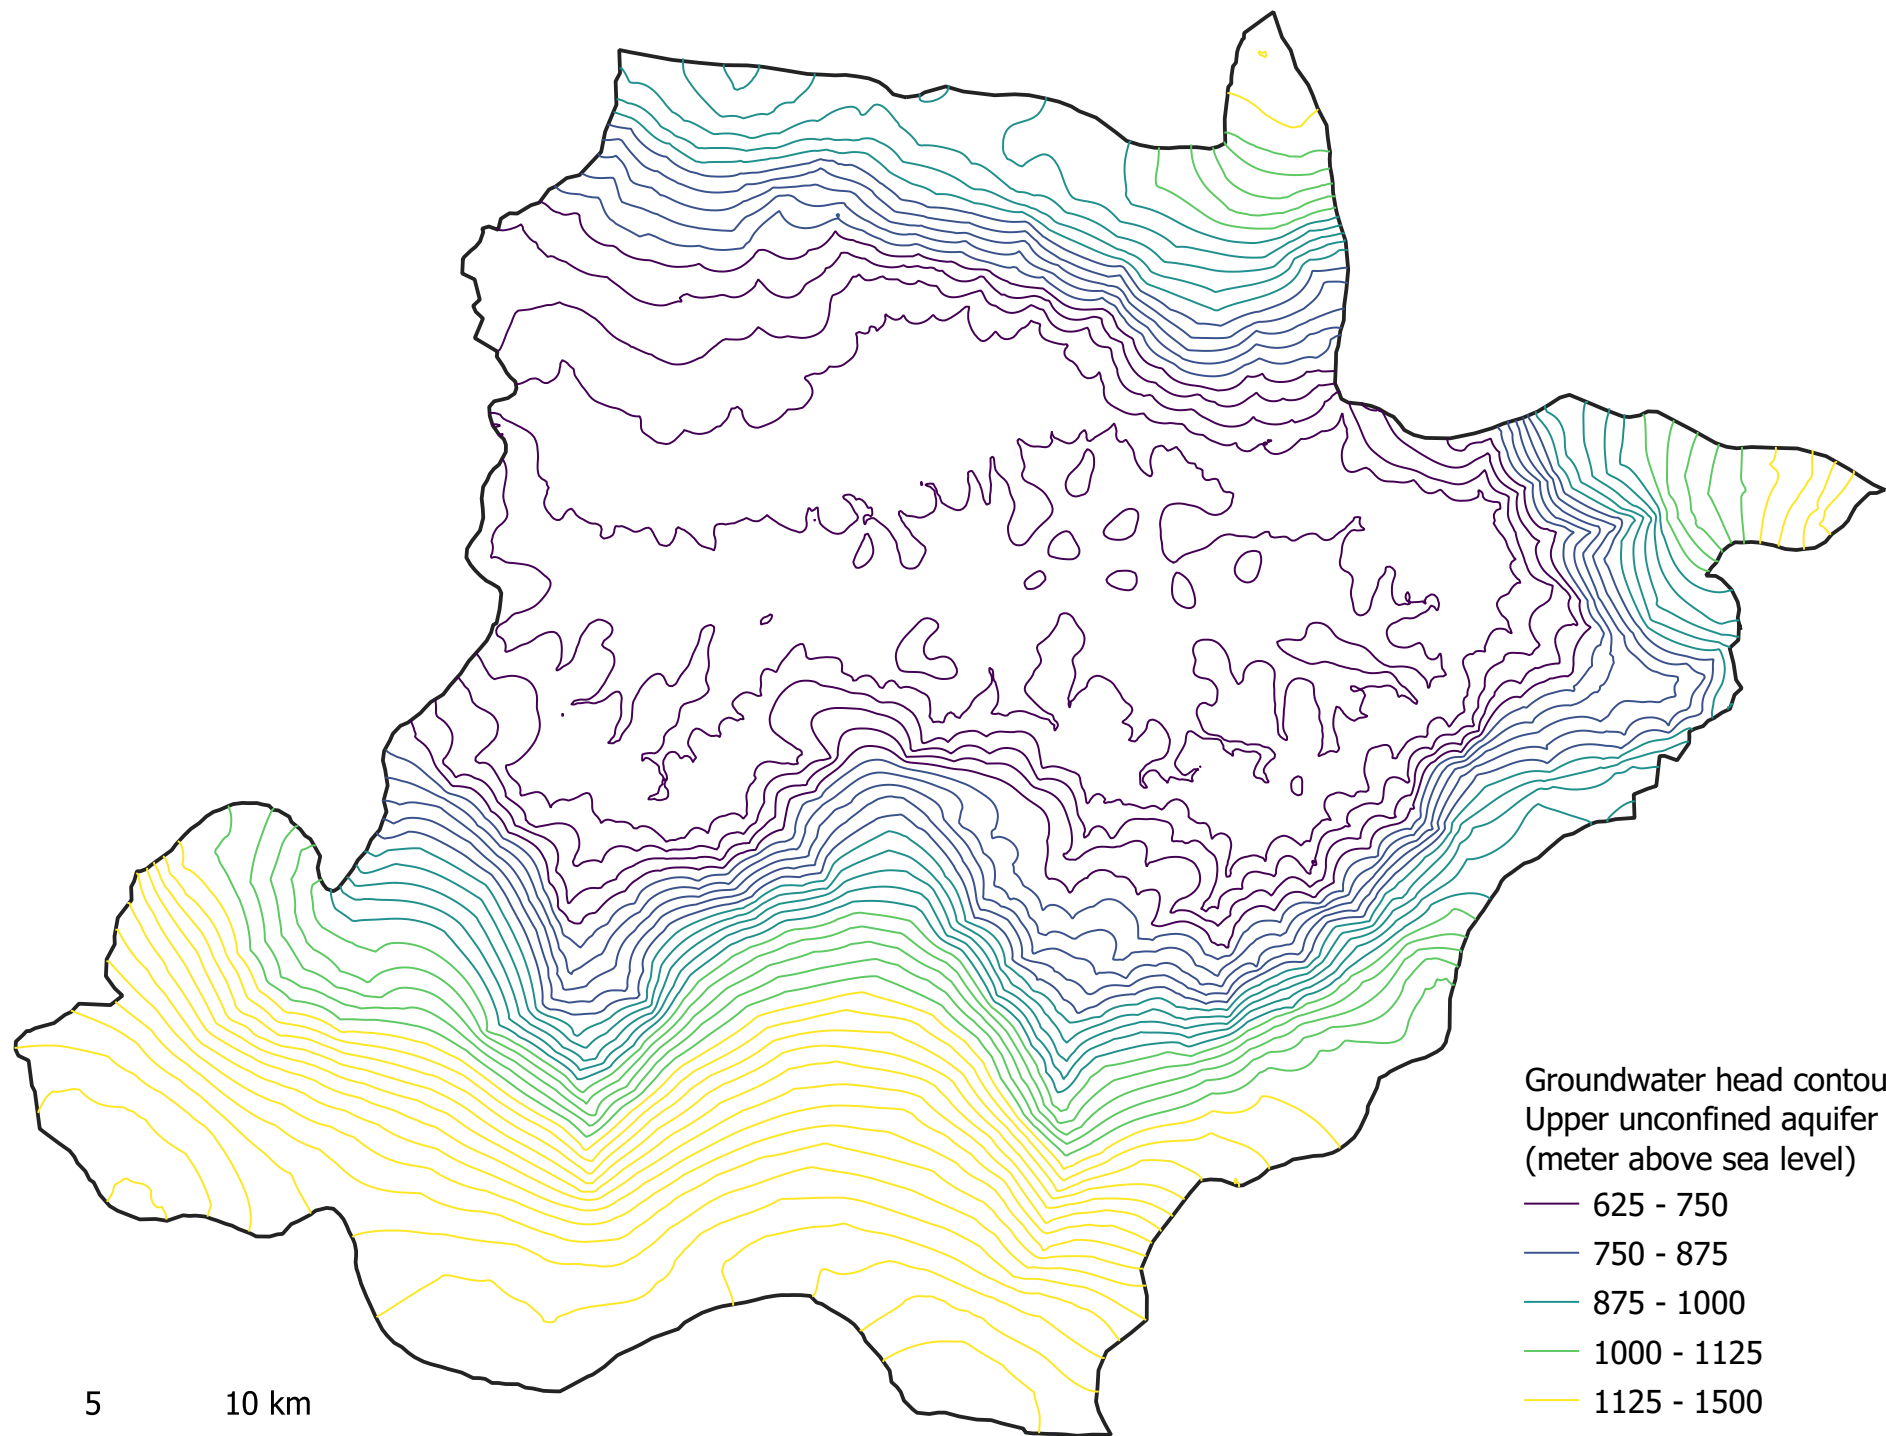 Groundwater head contou
Upper unconfined aquifer
(meter above sea level)
625 - 750
750 - 875
875 - 1000
1000 - 1125
1125 - 1500
5 10 km